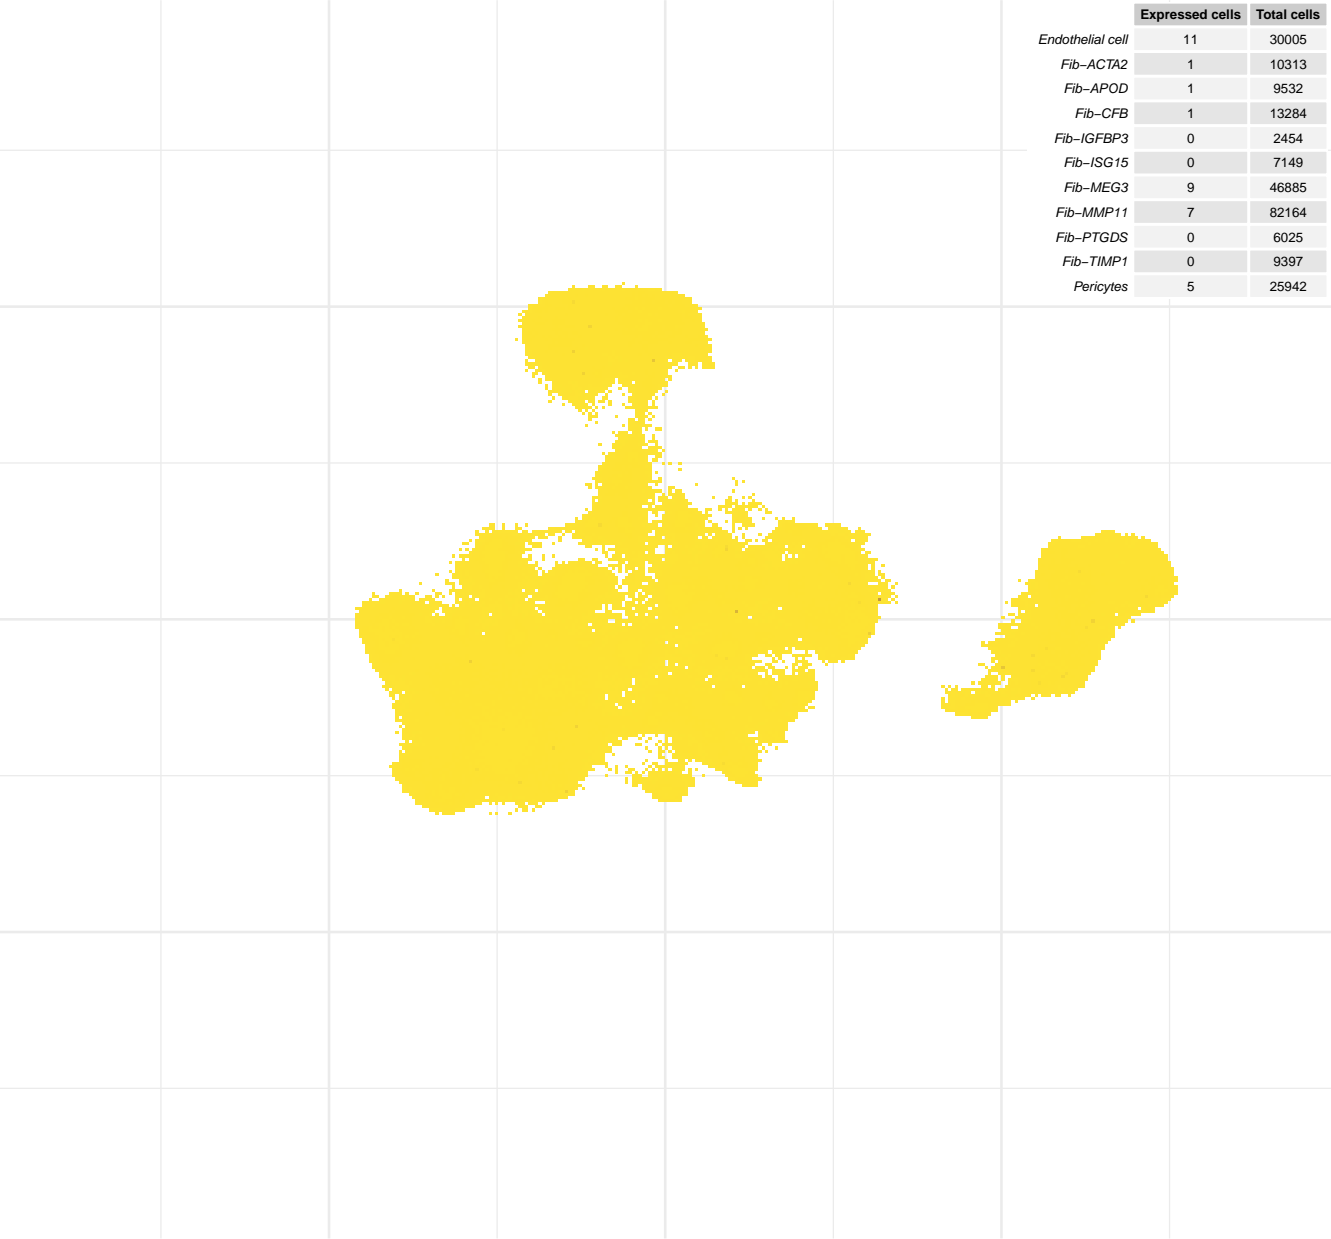 Expressed cells Total cells
Endothelial cell 11 30005
Fib−ACTA2 1 10313
Fib−APOD 1 9532
Fib−CFB 1 13284
Fib−IGFBP3 0 2454
Fib−ISG15 0 7149
Fib−MEG3 9 46885
Fib−MMP11 7 82164
Fib−PTGDS 0 6025
Fib−TIMP1 0 9397
Pericytes 5 25942